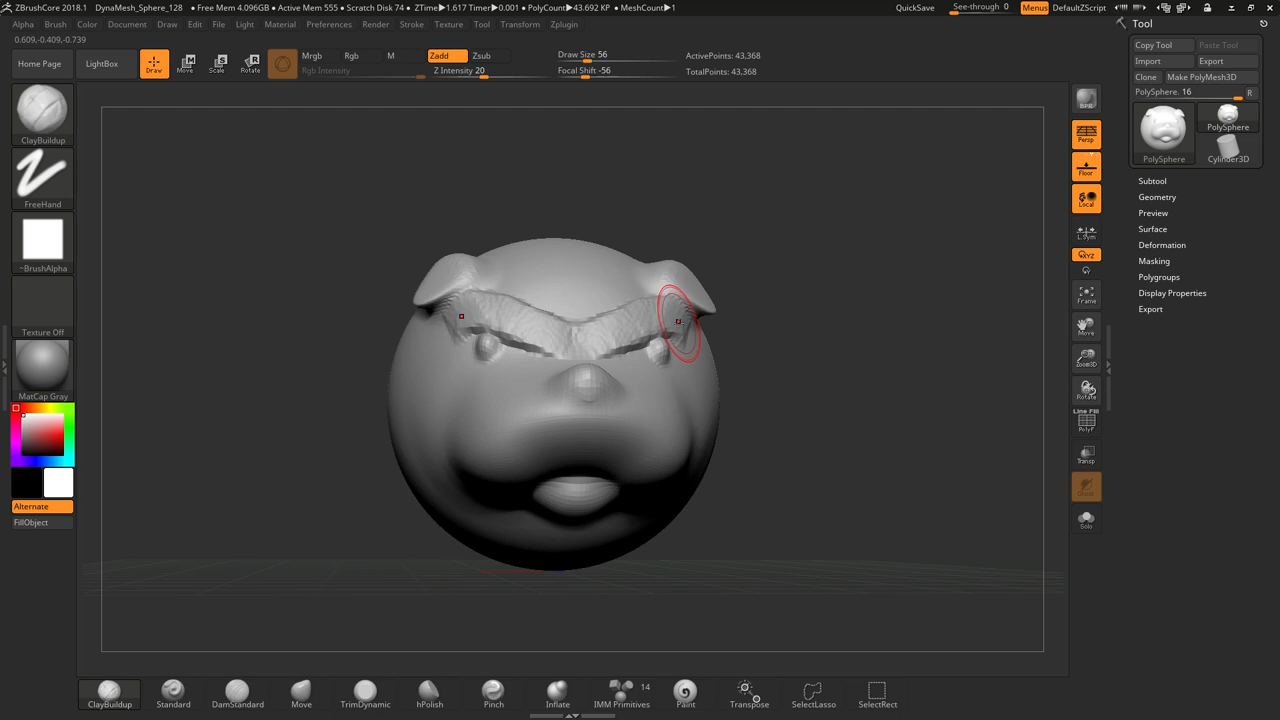 ZBrushCore 2018.1 DynaMesh_Sphere_128 ● Free Mem 4.096GB ● Active Mem 555 ● Scratch Disk 74 ● ZTime▶1.617 Timer▶0.001 ● PolyCount▶43.692 KP ● MeshCount▶1 QuickSave See-through 0 Menus DefaultZScript
Alpha Brush Color Document Draw Edit File Light Material Preferences Render Stroke Texture Tool Transform Zplugin
0.609,-0.409,-0.739
Home Page
LightBox
Draw
Move
Scale
Rotate
Mrgb Rgb M
Rgb Intensity
Zadd Zsub
Z Intensity 20
Draw Size 56
Focal Shift -56
ActivePoints: 43,368
TotalPoints: 43,368
ClayBuildup
FreeHand
~BrushAlpha
Texture Off
MatCap Gray
Alternate
FillObject
BPR
Persp
Floor
Local
L.Sym
XYZ
Y
Frame
Move
Zoom3D
Rotate
Line Fill
PolyF
Transp
Solo
Tool
Copy Tool Paste Tool
Import Export
Clone Make PolyMesh3D
PolySphere. 16 R
PolySphere
PolySphere
Cylinder3D
Subtool
Geometry
Preview
Surface
Deformation
Masking
Polygroups
Display Properties
Export
ClayBuildup
Standard
DamStandard
Move
TrimDynamic
hPolish
Pinch
Inflate
14
IMM Primitives
Paint
Transpose
SelectLasso
SelectRect